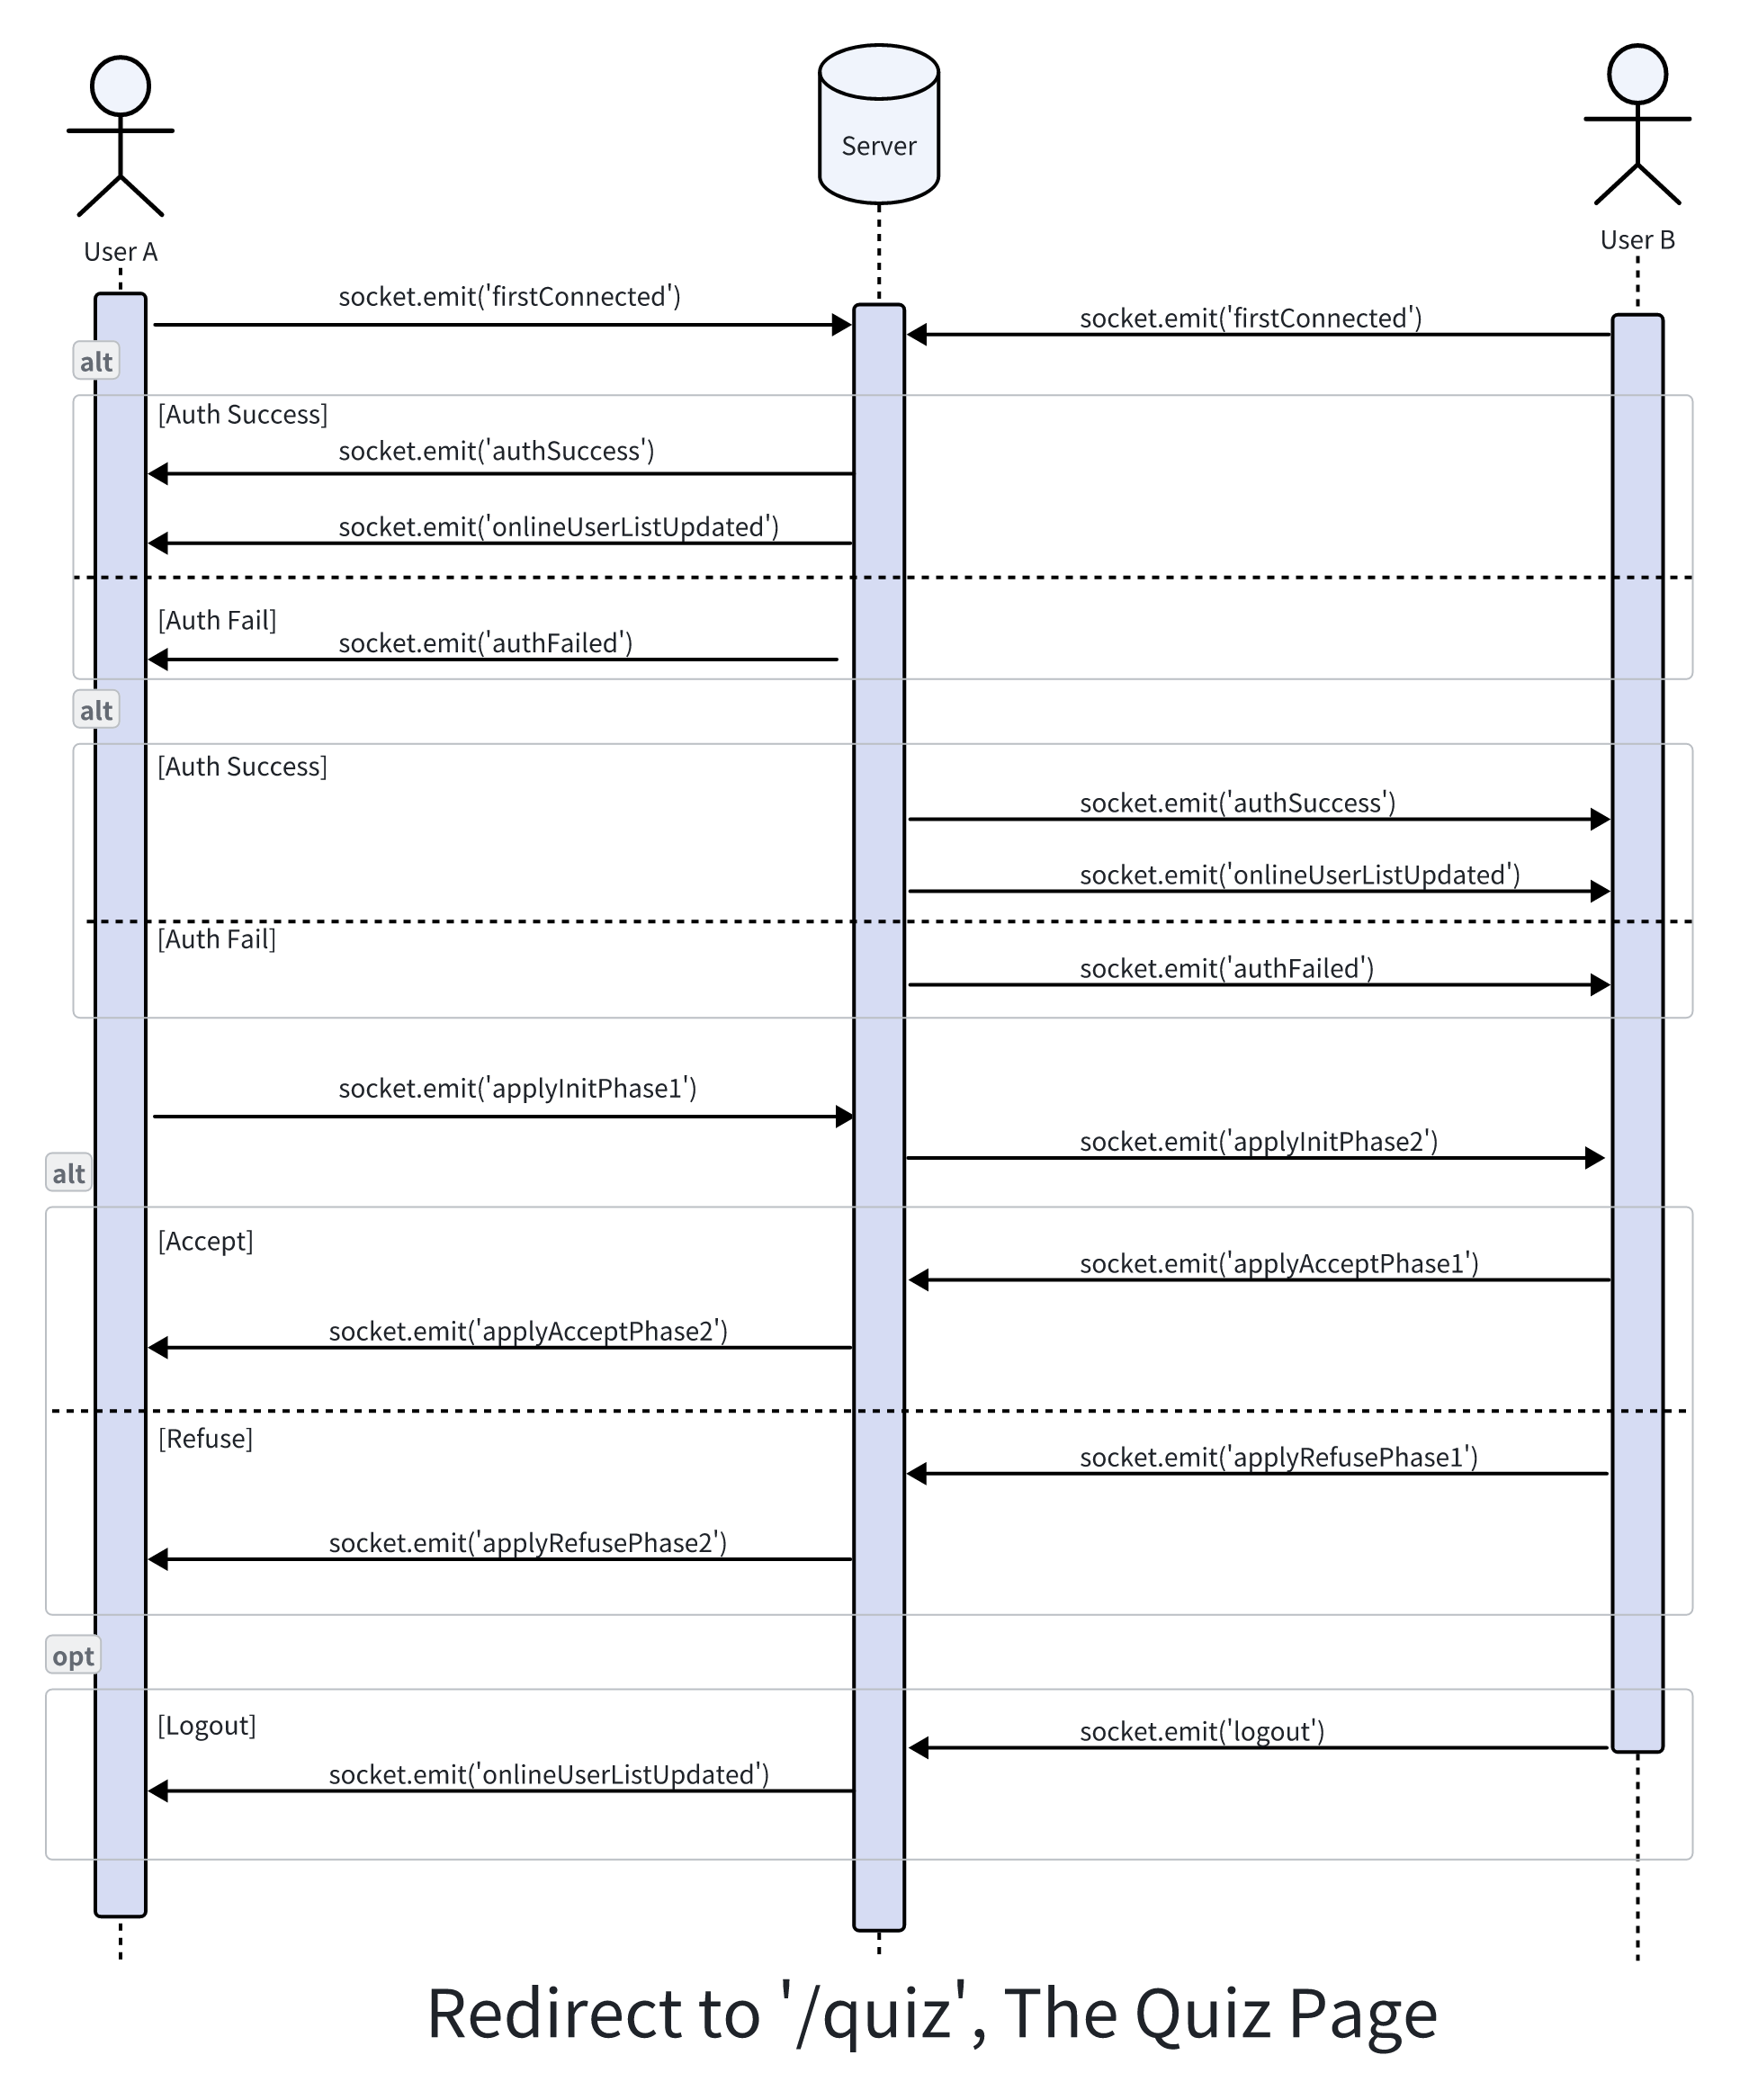 Server
User A
User B
socket.emit('firstConnected')
socket.emit('firstConnected')
alt
[Auth Success]
socket.emit('authSuccess')
socket.emit('onlineUserListUpdated')
[Auth Fail]
socket.emit('authFailed')
alt
[Auth Success]
socket.emit('authSuccess')
socket.emit('onlineUserListUpdated')
[Auth Fail]
socket.emit('authFailed')
socket.emit('applyInitPhase1')
socket.emit('applyInitPhase2')
alt
[Accept]
socket.emit('applyAcceptPhase1')
socket.emit('applyAcceptPhase2')
[Refuse]
socket.emit('applyRefusePhase1')
socket.emit('applyRefusePhase2')
opt
[Logout]
socket.emit('logout')
socket.emit('onlineUserListUpdated')
Redirect to '/quiz', The Quiz Page